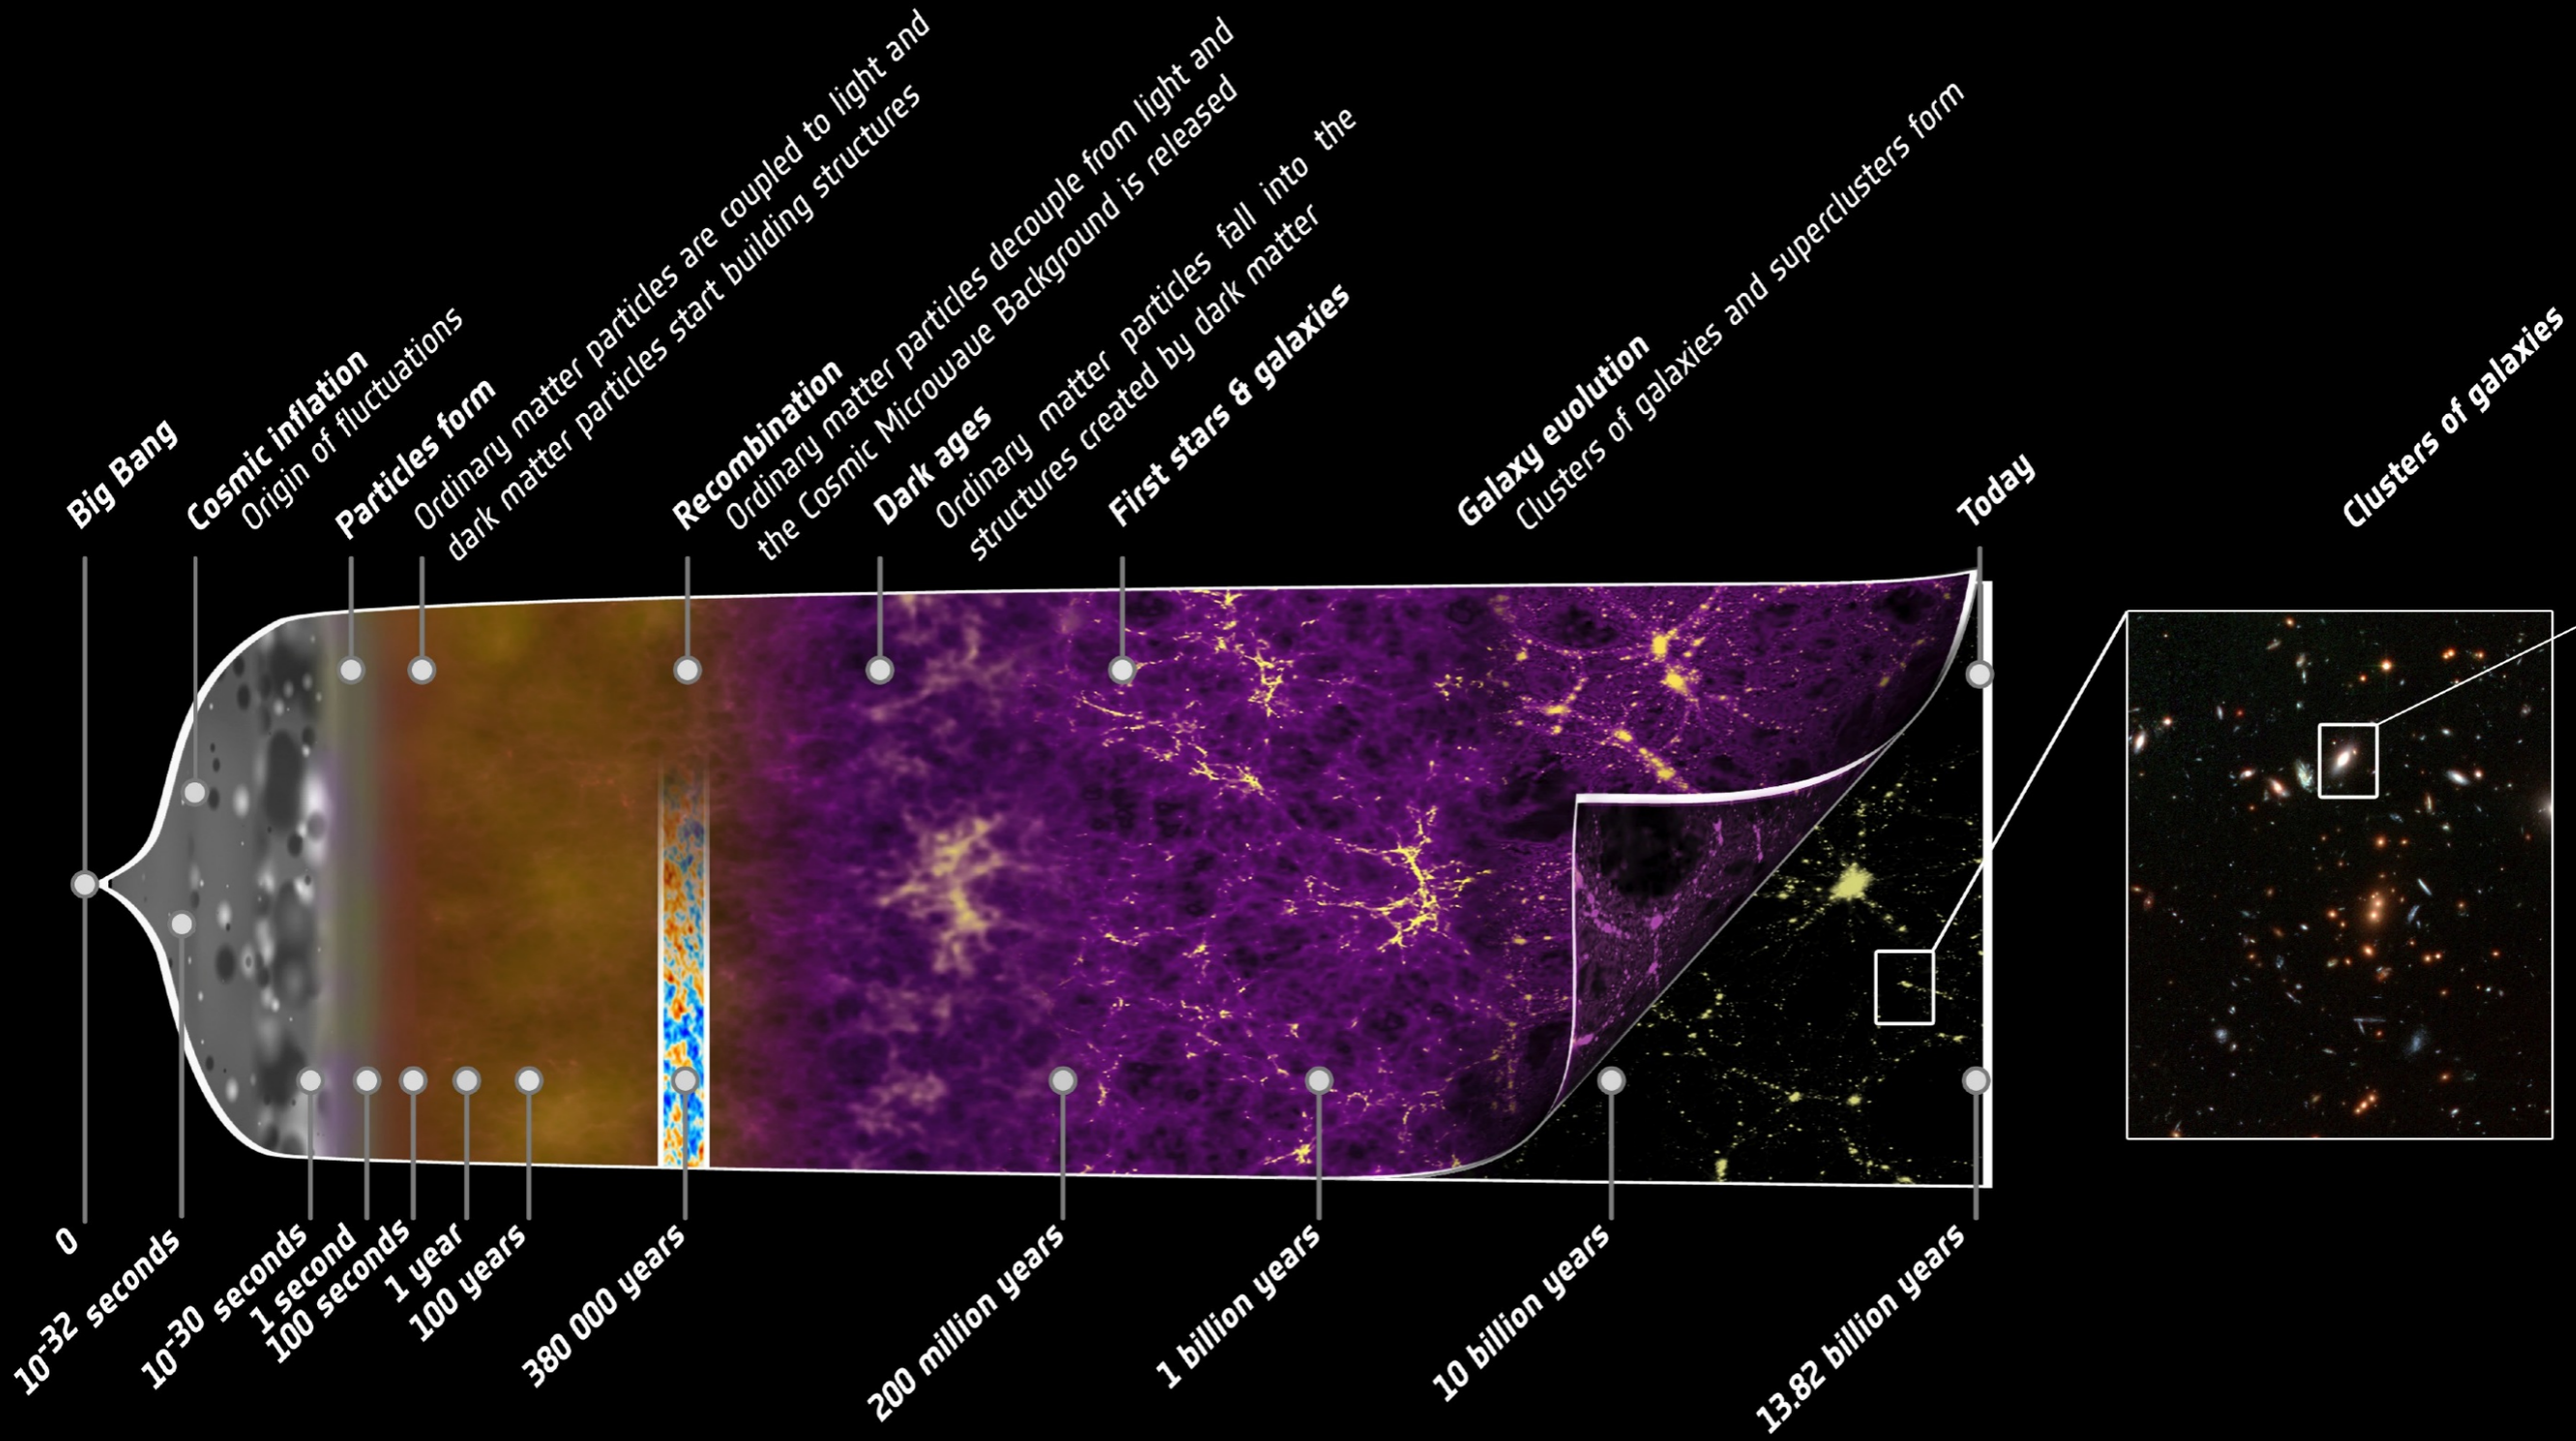 Big Bang
Cosmic inflation
Origin of fluctuations
Particles form
Ordinary matter particles are coupled to light and
dark matter particles start building structures
Recombination
Ordinary matter particles decouple from light and
the Cosmic Microwave Background is released
Dark ages
Ordinary matter particles fall into the
structures created by dark matter
First stars & galaxies
Galaxy evolution
Clusters of galaxies and superclusters form
Today
Clusters of galaxies
0
10-32 seconds
10-30 seconds
1 second
100 seconds
1 year
100 years
380 000 years
200 million years
1 billion years
10 billion years
13.82 billion years